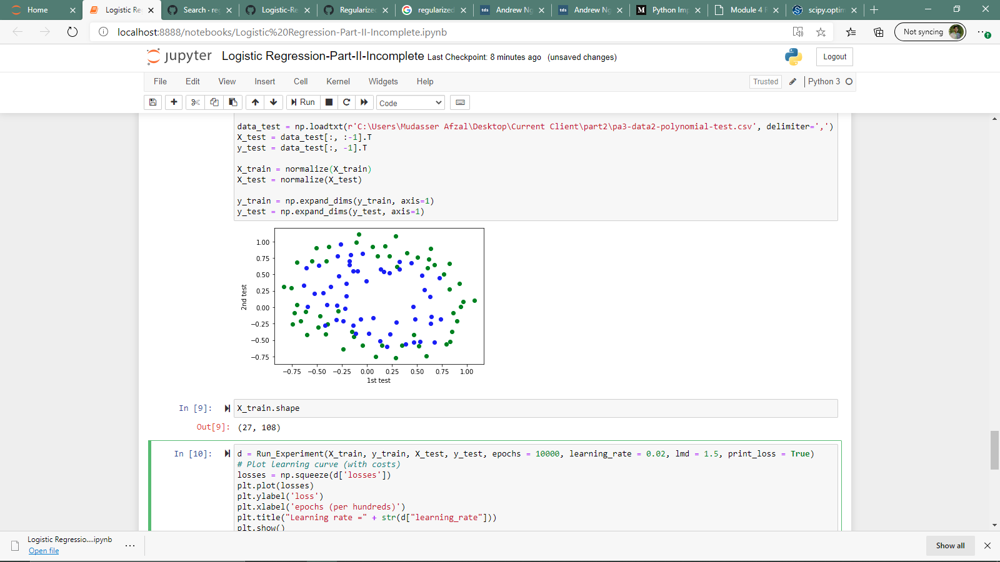 Home
Logistic Re
Search · re
Logistic-Re
Regularize
regularized
tds Andrew Ng
tds Andrew Ng
M Python Im
Module 4
scipy.optim
localhost:8888/notebooks/Logistic%20Regression-Part-II-Incomplete.ipynb
Not syncing
jupyter Logistic Regression-Part-II-Incomplete Last Checkpoint: 8 minutes ago (unsaved changes)
Logout
File Edit View Insert Cell Kernel Widgets Help
Trusted Python 3
Run Code
data_test = np.loadtxt(r'C:\Users\Mudasser Afzal\Desktop\Current Client\part2\pa3-data2-polynomial-test.csv', delimiter=',')
X_test = data_test[:, :-1].T
y_test = data_test[:, -1].T
X_train = normalize(X_train)
X_test = normalize(X_test)
y_train = np.expand_dims(y_train, axis=1)
y_test = np.expand_dims(y_test, axis=1)
1.00
0.75
0.50
0.25
0.00
−0.25
−0.50
−0.75
2nd test
−0.75 −0.50 −0.25 0.00 0.25 0.50 0.75 1.00
1st test
In [9]: X_train.shape
Out[9]: (27, 108)
In [10]: d = Run_Experiment(X_train, y_train, X_test, y_test, epochs = 10000, learning_rate = 0.02, lmd = 1.5, print_loss = True)
# Plot learning curve (with costs)
losses = np.squeeze(d['losses'])
plt.plot(losses)
plt.ylabel('loss')
plt.xlabel('epochs (per hundreds)')
plt.title("Learning rate =" + str(d["learning_rate"]))
plt.show()
Logistic Regressio....ipynb
Open file
Show all